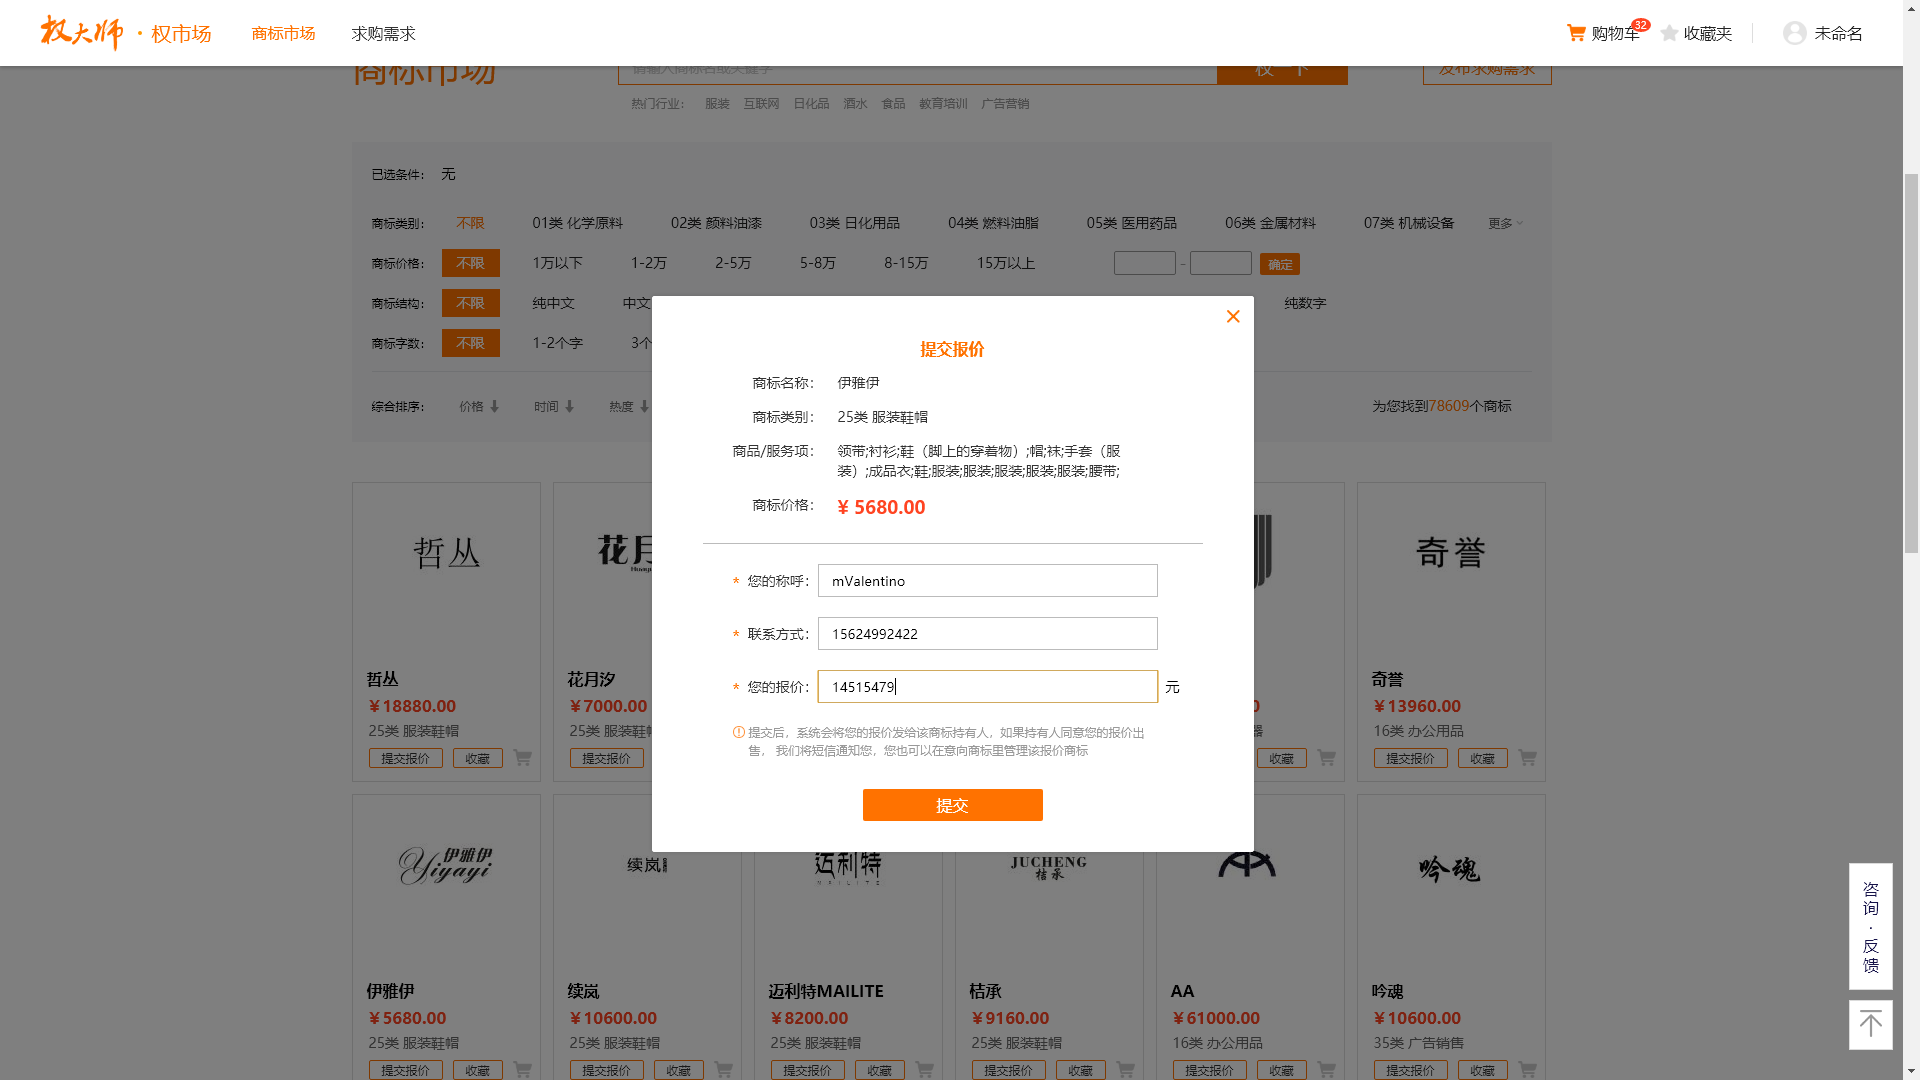 权大师 · 权市场 商标市场 求购需求 购物车 32 收藏夹 未命名
商标市场 请输入商标名或关键字 权一下 发布求购需求
热门行业： 服装 互联网 日化品 酒水 食品 教育培训 广告营销
已选条件： 无
商标类别： 不限 01类 化学原料 02类 颜料油漆 03类 日化用品 04类 燃料油脂 05类 医用药品 06类 金属材料 07类 机械设备 更多
商标价格： 不限 1万以下 1-2万 2-5万 5-8万 8-15万 15万以上 - 确定
商标结构： 不限 纯中文 中文 纯数字
商标字数： 不限 1-2个字 3个
综合排序： 价格 时间 热度 为您找到78609个商标
提交报价
商标名称： 伊雅伊
商标类别： 25类 服装鞋帽
商品/服务项： 领带;衬衫;鞋（脚上的穿着物）;帽;袜;手套（服
装）;成品衣;鞋;服装;服装;服装;服装;服装;腰带;
商标价格： ¥ 5680.00
* 您的称呼： mValentino
* 联系方式： 15624992422
* 您的报价： 14515479 元
提交后，系统会将您的报价发给该商标持有人，如果持有人同意您的报价出
售， 我们将短信通知您，您也可以在意向商标里管理该报价商标
提交
哲丛 花月 奇誉
哲丛 花月汐 奇誉
¥18880.00 ¥7000.00 0 ¥13960.00
25类 服装鞋帽 25类 服装鞋帽 器 16类 办公用品
提交报价 收藏 提交报价 收藏 提交报价 收藏
伊雅伊 Yiyayi 续岚 迈利特 MAILITE JUCHENG 桔承 吟魂
伊雅伊 续岚 迈利特MAILITE 桔承 AA 吟魂
¥5680.00 ¥10600.00 ¥8200.00 ¥9160.00 ¥61000.00 ¥10600.00
25类 服装鞋帽 25类 服装鞋帽 25类 服装鞋帽 25类 服装鞋帽 16类 办公用品 35类 广告销售
提交报价 收藏 提交报价 收藏 提交报价 收藏 提交报价 收藏 提交报价 收藏 提交报价 收藏
咨询·反馈